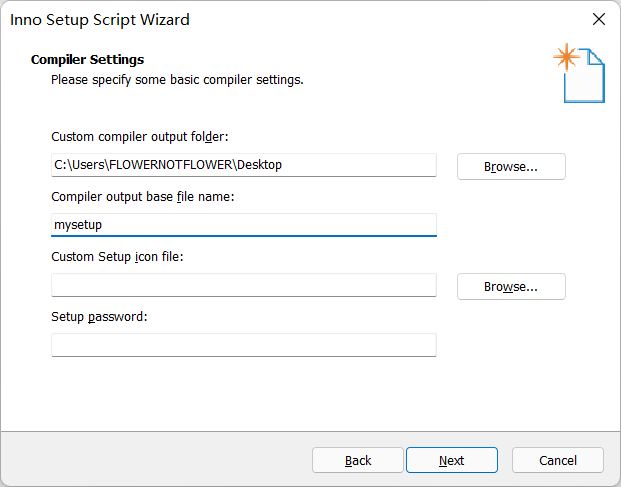 Inno Setup Script Wizard
Compiler Settings
Please specify some basic compiler settings.
Custom compiler output folder:
C:\Users\FLOWERNOTFLOWER\Desktop
Browse...
Compiler output base file name:
mysetup
Custom Setup icon file:
Browse...
Setup password:
Back
Next
Cancel